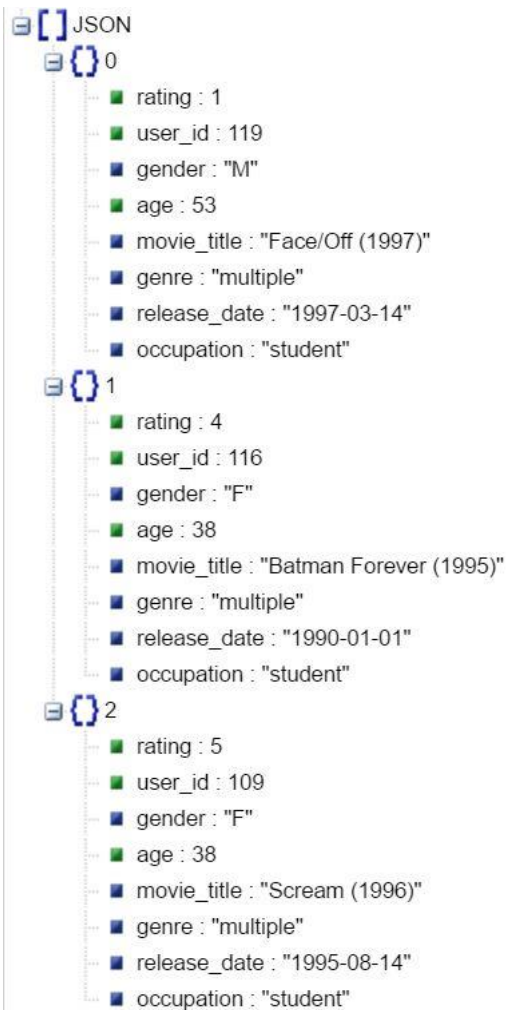 JSON
0
rating : 1
user_id : 119
gender : "M"
age : 53
movie_title : "Face/Off (1997)"
genre : "multiple"
release_date : "1997-03-14"
occupation : "student"
1
rating : 4
user_id : 116
gender : "F"
age : 38
movie_title : "Batman Forever (1995)"
genre : "multiple"
release_date : "1990-01-01"
occupation : "student"
2
rating : 5
user_id : 109
gender : "F"
age : 38
movie_title : "Scream (1996)"
genre : "multiple"
release_date : "1995-08-14"
occupation : "student"